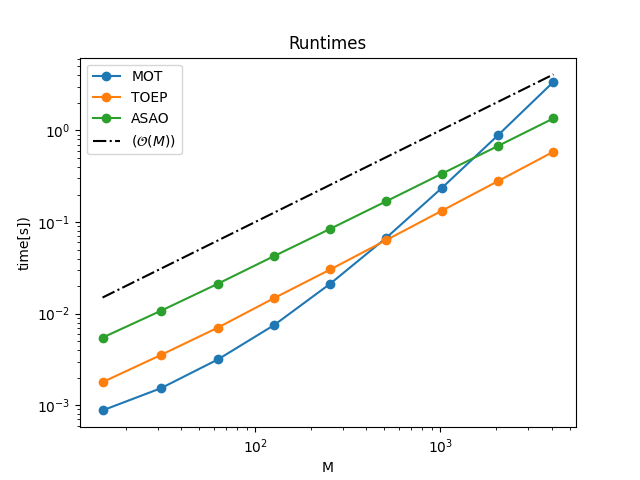 Runtimes
MOT
TOEP
ASAO
(𝒪(M))
10⁰
10⁻¹
10⁻²
10⁻³
time[s])
10² 10³
M